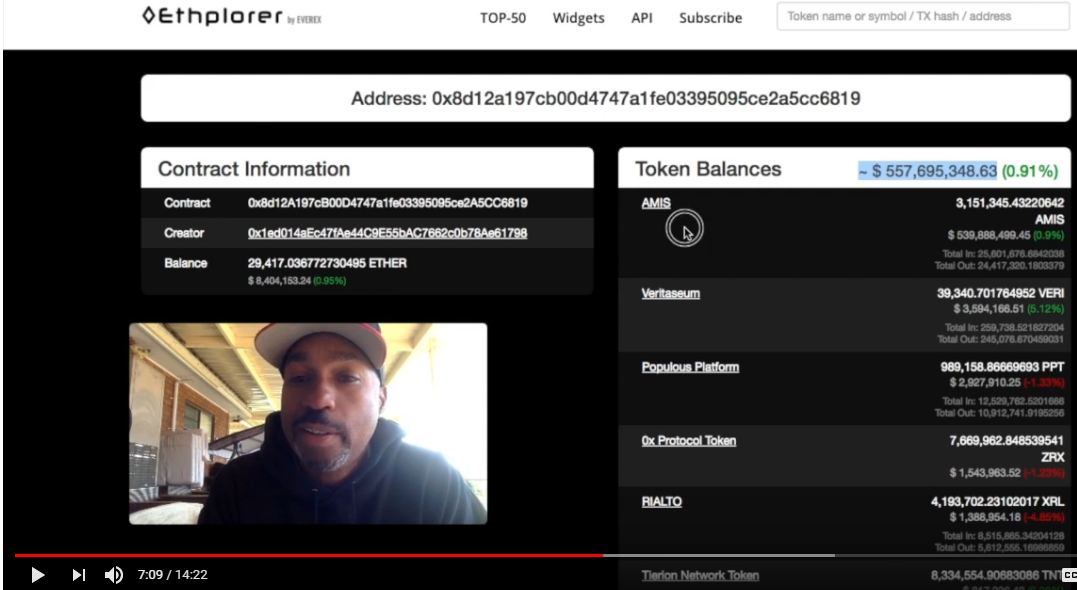 Ethplorer by EVEREX
TOP-50 Widgets API Subscribe
Token name or symbol / TX hash / address
Address: 0x8d12a197cb00d4747a1fe03395095ce2a5cc6819
Contract Information
Contract 0x8d12A197cB00D4747a1fe03395095ce2A5CC6819
Creator 0x1ed014aEc47fAe44C9E55bAC7662c0b78Ae61798
Balance 29,417.036772730495 ETHER
$ 8,404,153.24 (0.95%)
Token Balances ~ $ 557,695,348.63 (0.91%)
AMIS 3,151,345.43220642
AMIS
$ 539,888,499.45 (0.9%)
Total In: 25,601,676.6842038
Total Out: 24,417,320.1803379
Veritaseum 39,340.701764952 VERI
$ 3,594,166.51 (5.12%)
Total In: 259,738.521827204
Total Out: 245,076.670459031
Populous Platform 989,158.86669693 PPT
$ 2,927,910.25 (-1.33%)
Total In: 12,529,762.5201666
Total Out: 10,912,741.9195256
0x Protocol Token 7,669,962.848539541
ZRX
$ 1,543,963.52 (-1.23%)
RIALTO 4,193,702.23102017 XRL
$ 1,388,954.18 (-4.85%)
Total In: 8,515,865.34204128
Total Out: 5,612,555.16986859
Tierion Network Token 8,334,554.90683086 TNT
CC
7:09 / 14:22